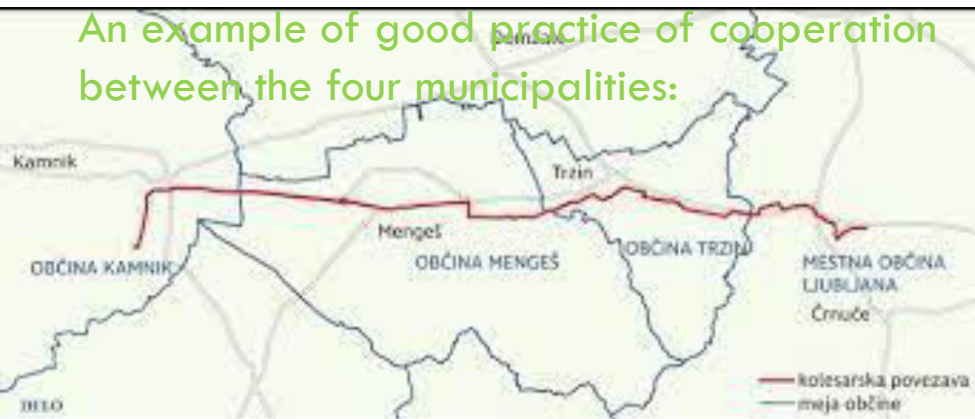 An example of good practice of cooperation
between the four municipalities:
Kamnik
Trzin
Mengeš
OBČINA KAMNIK
OBČINA MENGEŠ
OBČINA TRZIN
MESTNA OBČINA
LJUBLJANA
Črnuče
kolesarska povezava
meja občine
DELO